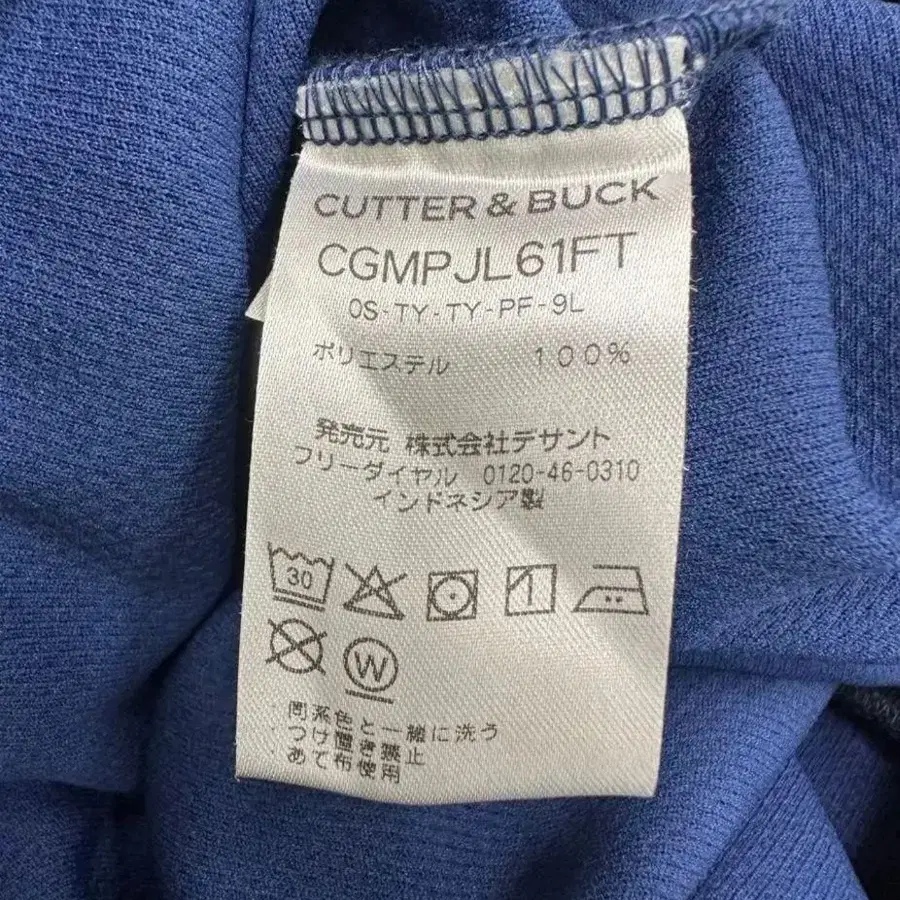 CUTTER & BUCK
CGMPJL61FT
OS-TY-TY-PF-9L
ポリエステル 100%
発売元 株式会社デサント
フリーダイヤル 0120-46-0310
インドネシア製
30
W
・同系色と一緒に洗う
・つけ置き禁止
・あて布使用